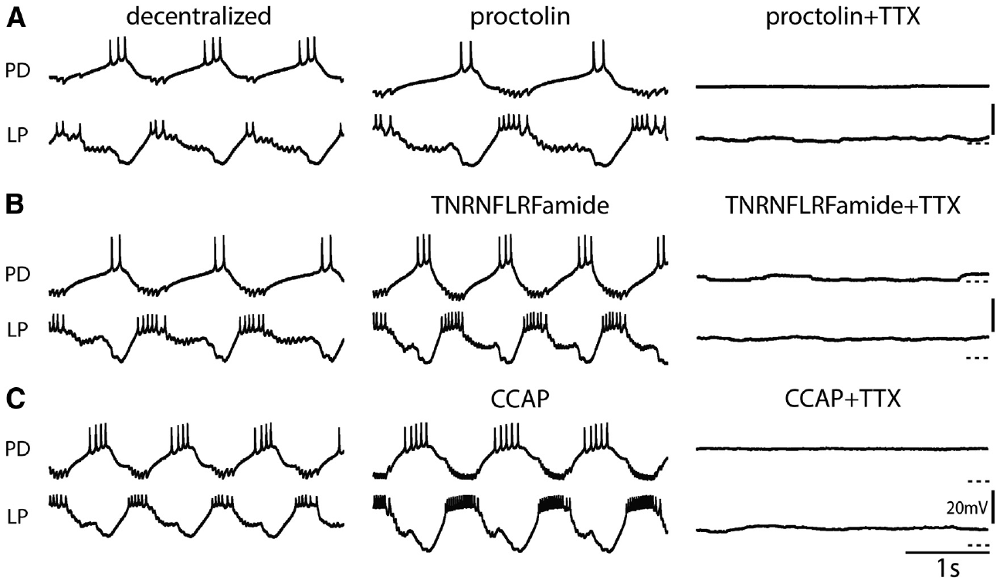 A decentralized proctolin proctolin+TTX
PD
LP
B TNRNFLRFamide TNRNFLRFamide+TTX
PD
LP
C CCAP CCAP+TTX
PD
LP
20mV
1s